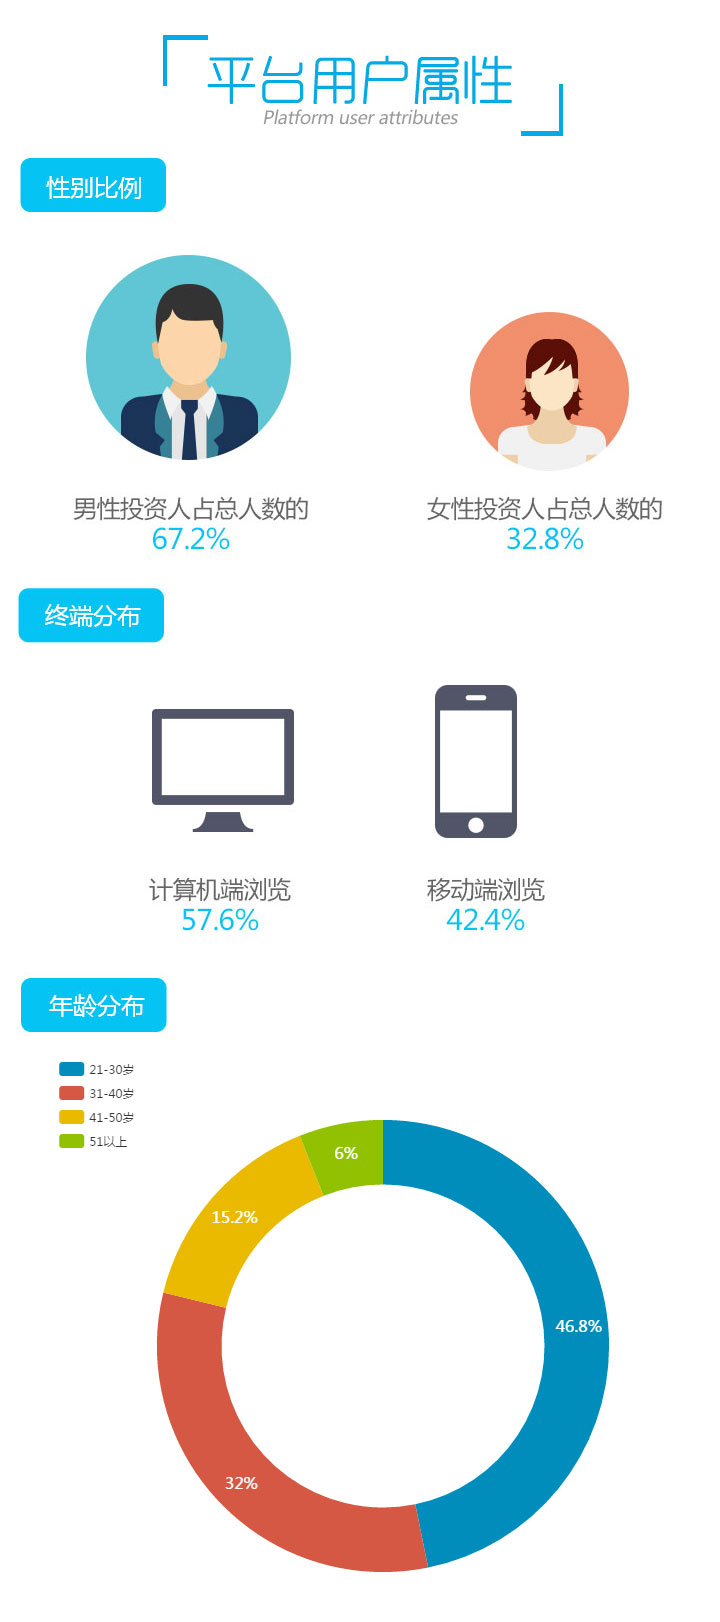 平台用户属性
Platform user attributes
性别比例
男性投资人占总人数的
67.2%
女性投资人占总人数的
32.8%
终端分布
计算机端浏览
57.6%
移动端浏览
42.4%
年龄分布
21-30岁
31-40岁
41-50岁
51以上
6%
15.2%
46.8%
32%